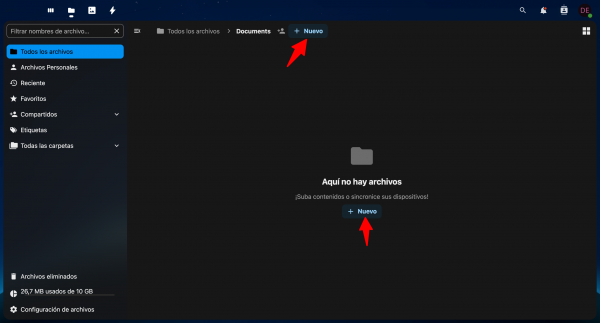 DE
Filtrar nombres de archivo...
Todos los archivos
Documents
+ Nuevo
Todos los archivos
Archivos Personales
Reciente
Favoritos
Compartidos
Etiquetas
Todas las carpetas
Aquí no hay archivos
¡Suba contenidos o sincronice sus dispositivos!
+ Nuevo
Archivos eliminados
26,7 MB usados de 10 GB
Configuración de archivos